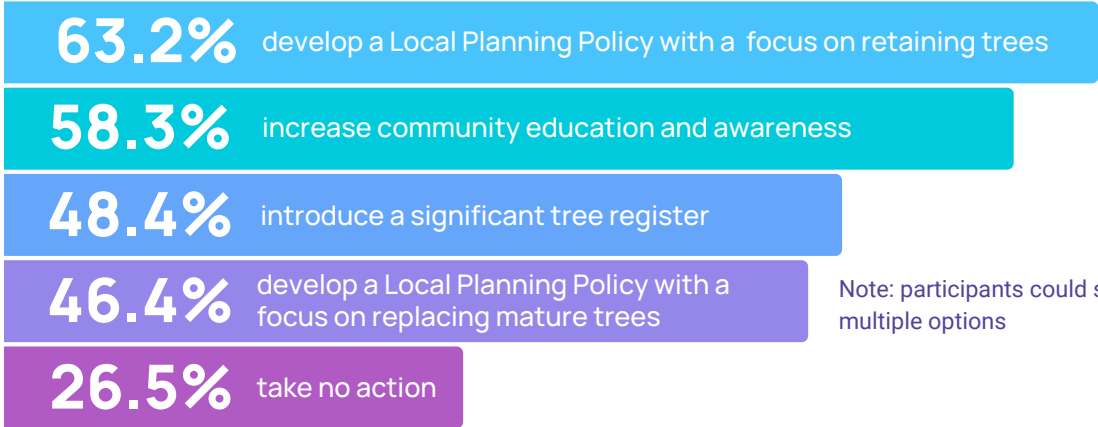 63.2% develop a Local Planning Policy with a focus on retaining trees
58.3% increase community education and awareness
48.4% introduce a significant tree register
46.4% develop a Local Planning Policy with a
focus on replacing mature trees
Note: participants could
multiple options
26.5% take no action